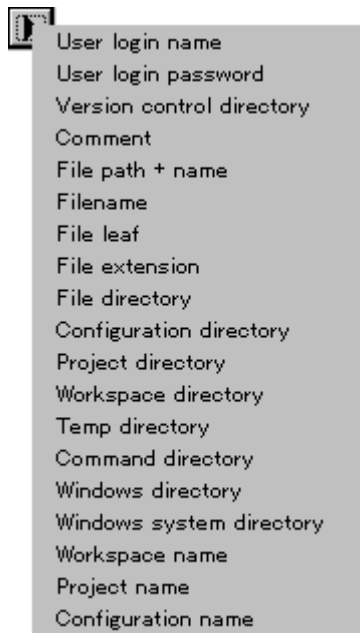 User login name
User login password
Version control directory
Comment
File path + name
Filename
File leaf
File extension
File directory
Configuration directory
Project directory
Workspace directory
Temp directory
Command directory
Windows directory
Windows system directory
Workspace name
Project name
Configuration name